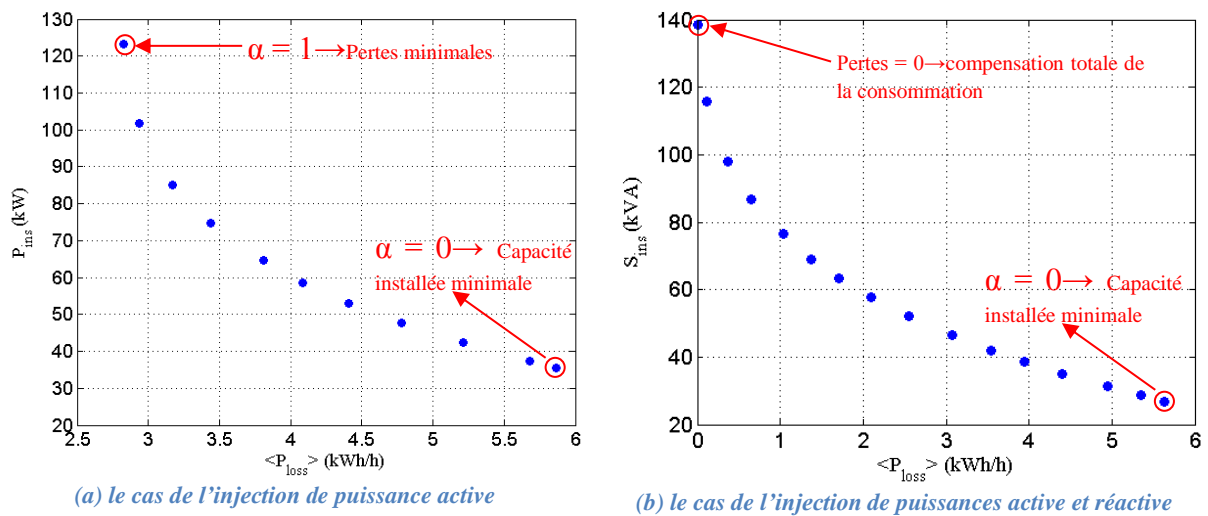 130
120
110
100
90
80
70
60
50
40
30
20
P_ins (kW)
α = 1→Pertes minimales
α = 0→ Capacité
installée minimale
2.5 3 3.5 4 4.5 5 5.5 6
<P_loss> (kWh/h)
(a) le cas de l'injection de puissance active
140
120
100
80
60
40
20
S_ins (kVA)
Pertes = 0→compensation totale de
la consommation
α = 0→ Capacité
installée minimale
0 1 2 3 4 5 6
<P_loss> (kWh/h)
(b) le cas de l'injection de puissances active et réactive